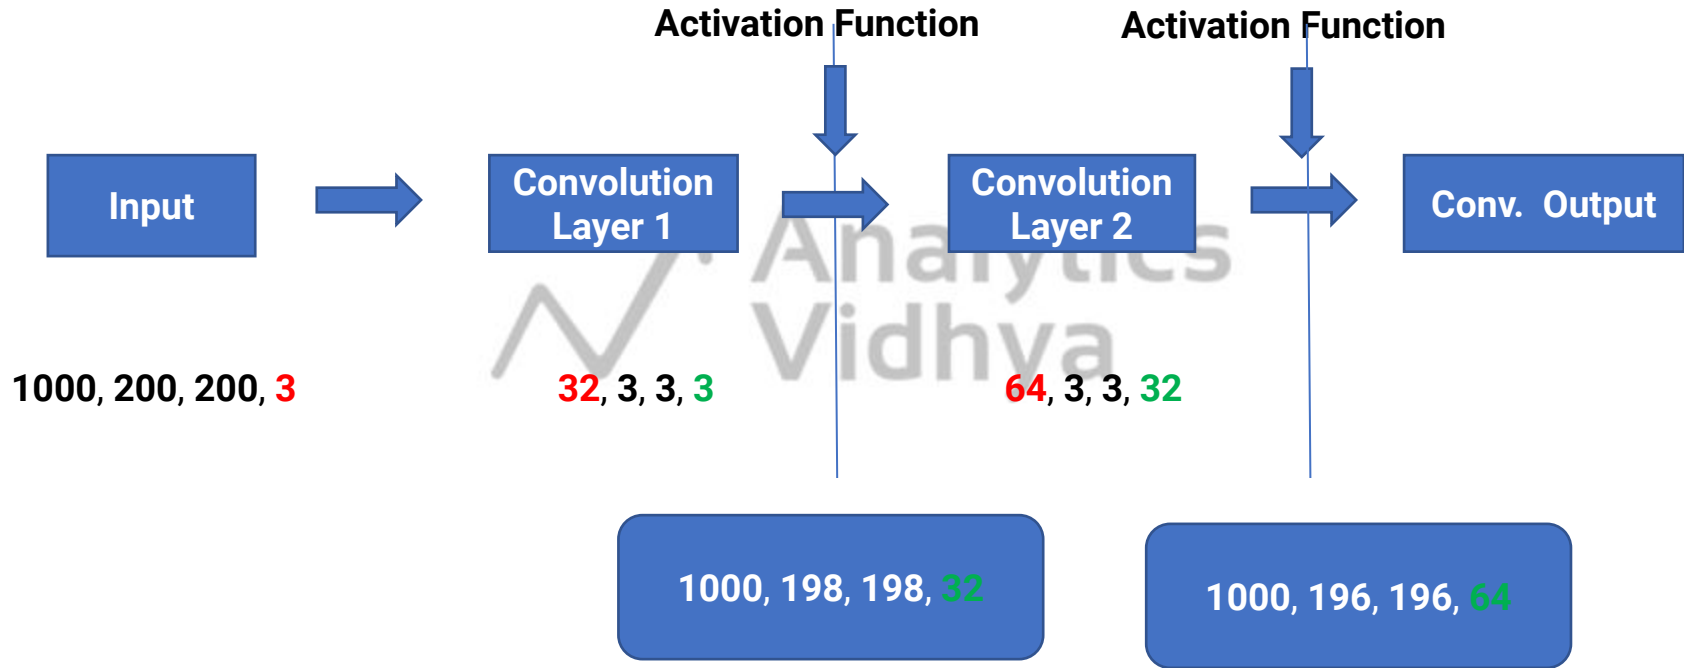 Activation Function
Activation Function
Input
Convolution
Layer 1
Convolution
Layer 2
Conv. Output
Analytics
Vidhya
1000, 200, 200, 3
32, 3, 3, 3
64, 3, 3, 32
1000, 198, 198, 32
1000, 196, 196, 64